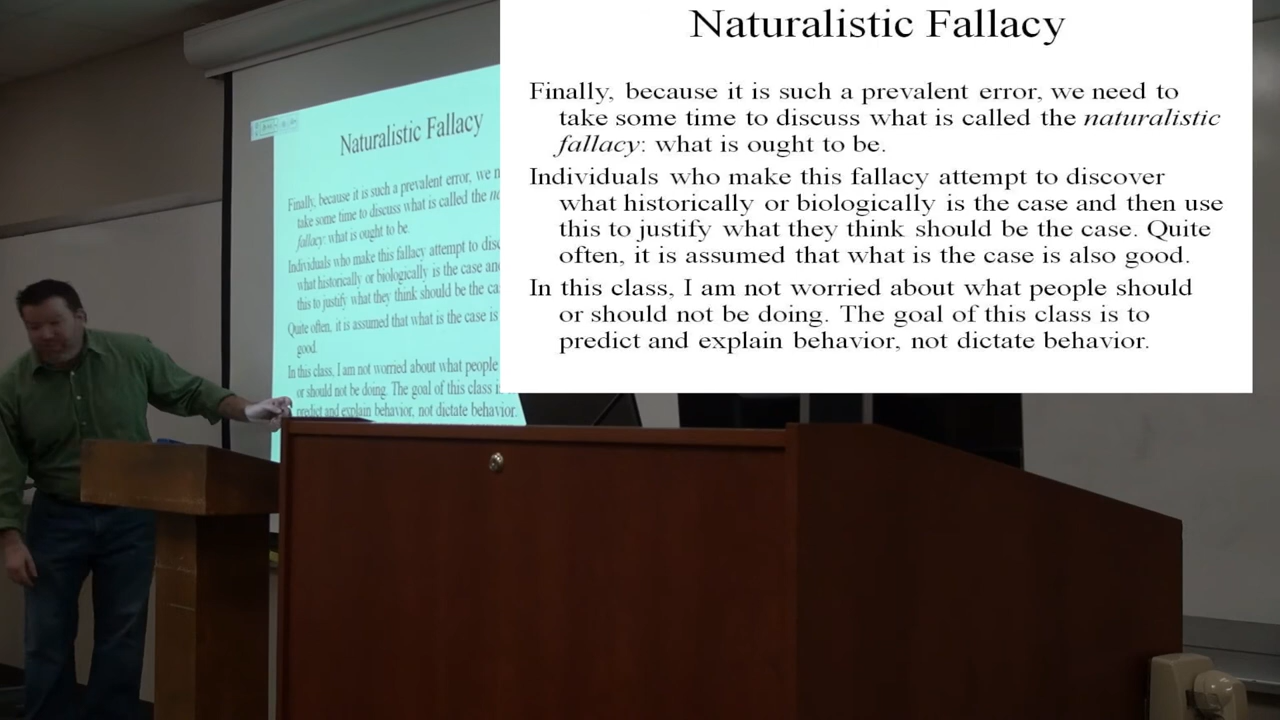 Naturalistic Fallacy
Finally, because it is such a prevalent error, we need to
take some time to discuss what is called the naturalistic
fallacy: what is ought to be.
Individuals who make this fallacy attempt to discover
what historically or biologically is the case and then use
this to justify what they think should be the case. Quite
often, it is assumed that what is the case is also good.
In this class, I am not worried about what people should
or should not be doing. The goal of this class is to
predict and explain behavior, not dictate behavior.
Naturalistic Fallacy
Finally, because it is such a prevalent error, we
take some time to discuss what is called the
fallacy: what is ought to be.
Individuals who make this fallacy attempt to
what historically or biologically is the case
this to justify what they think should be the
Quite often, it is assumed that what is the case is
good.
In this class, I am not worried about what people
or should not be doing. The goal of this class
predict and explain behavior, not dictate behavior.